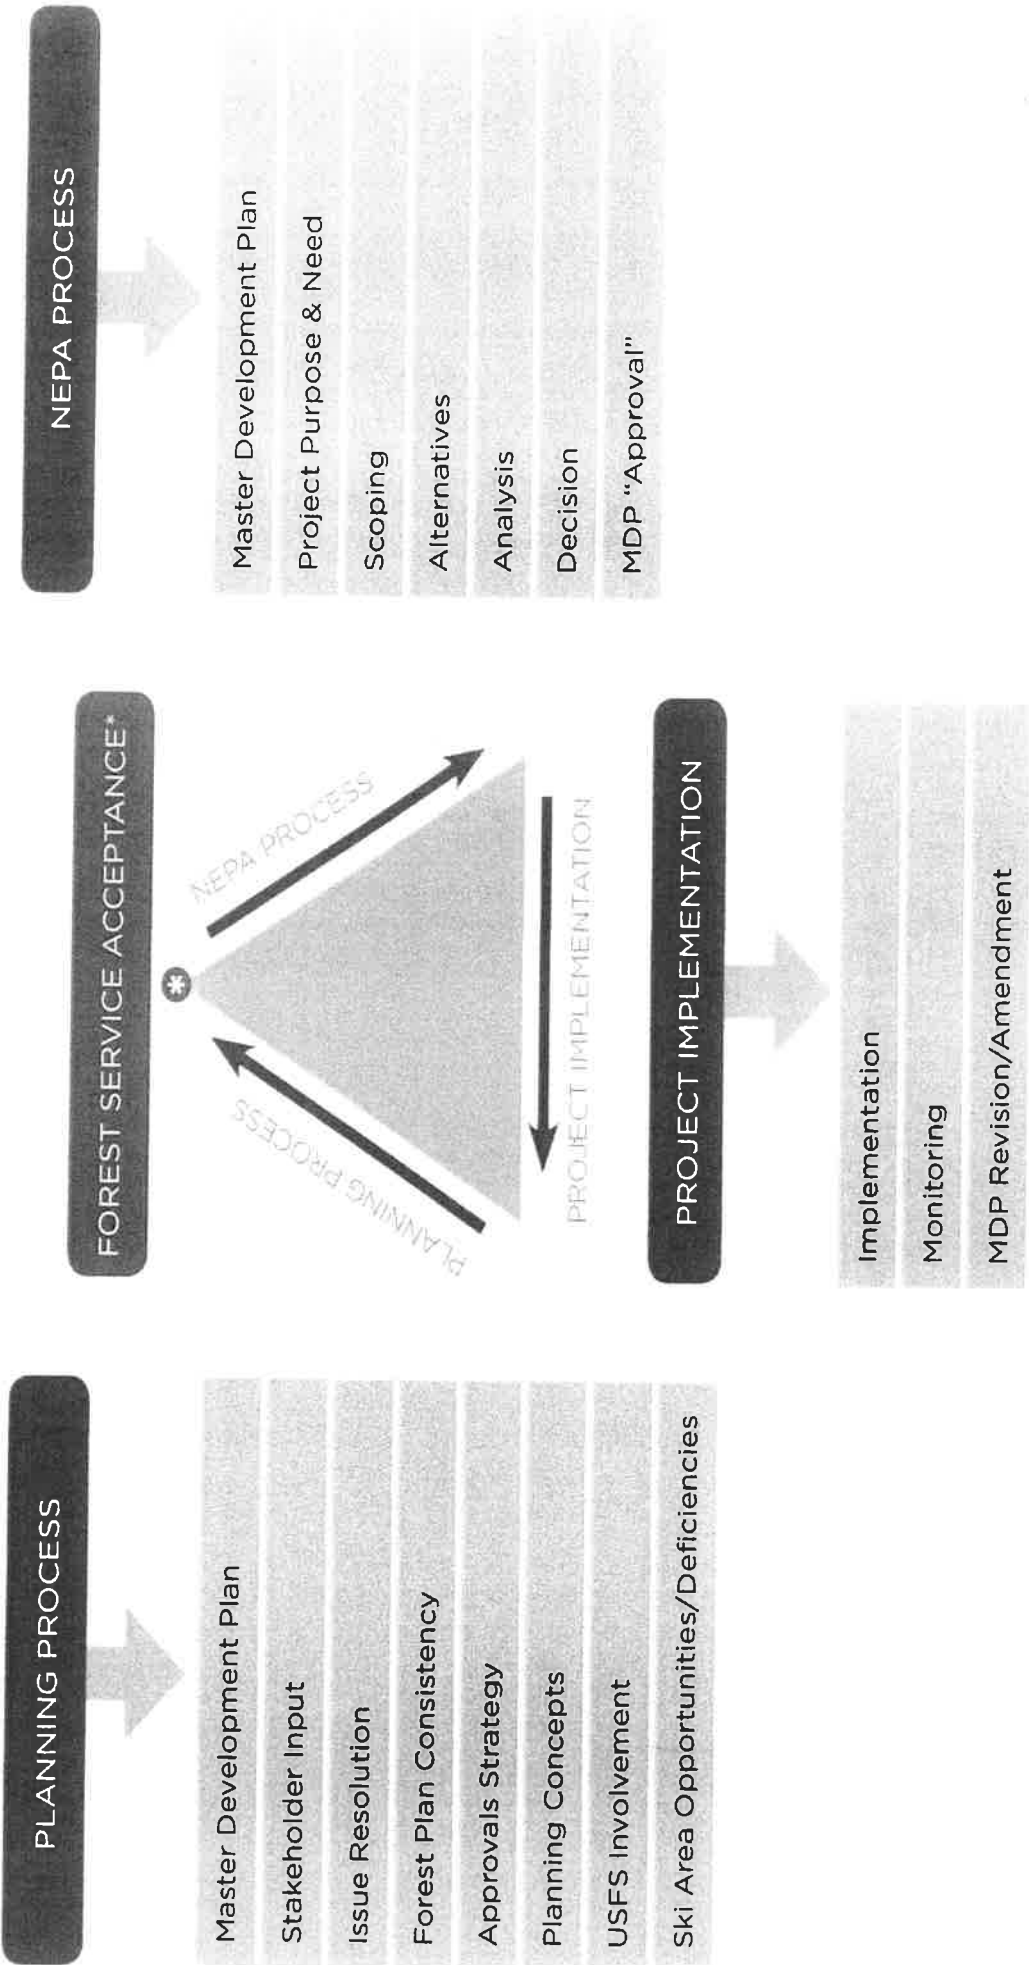 PLANNING PROCESS
Master Development Plan
Stakeholder Input
Issue Resolution
Forest Plan Consistency
Approvals Strategy
Planning Concepts
USFS Involvement
Ski Area Opportunities/Deficiencies
FOREST SERVICE ACCEPTANCE*
*
PLANNING PROCESS
NEPA PROCESS
PROJECT IMPLEMENTATION
PROJECT IMPLEMENTATION
Implementation
Monitoring
MDP Revision/Amendment
NEPA PROCESS
Master Development Plan
Project Purpose & Need
Scoping
Alternatives
Analysis
Decision
MDP “Approval”